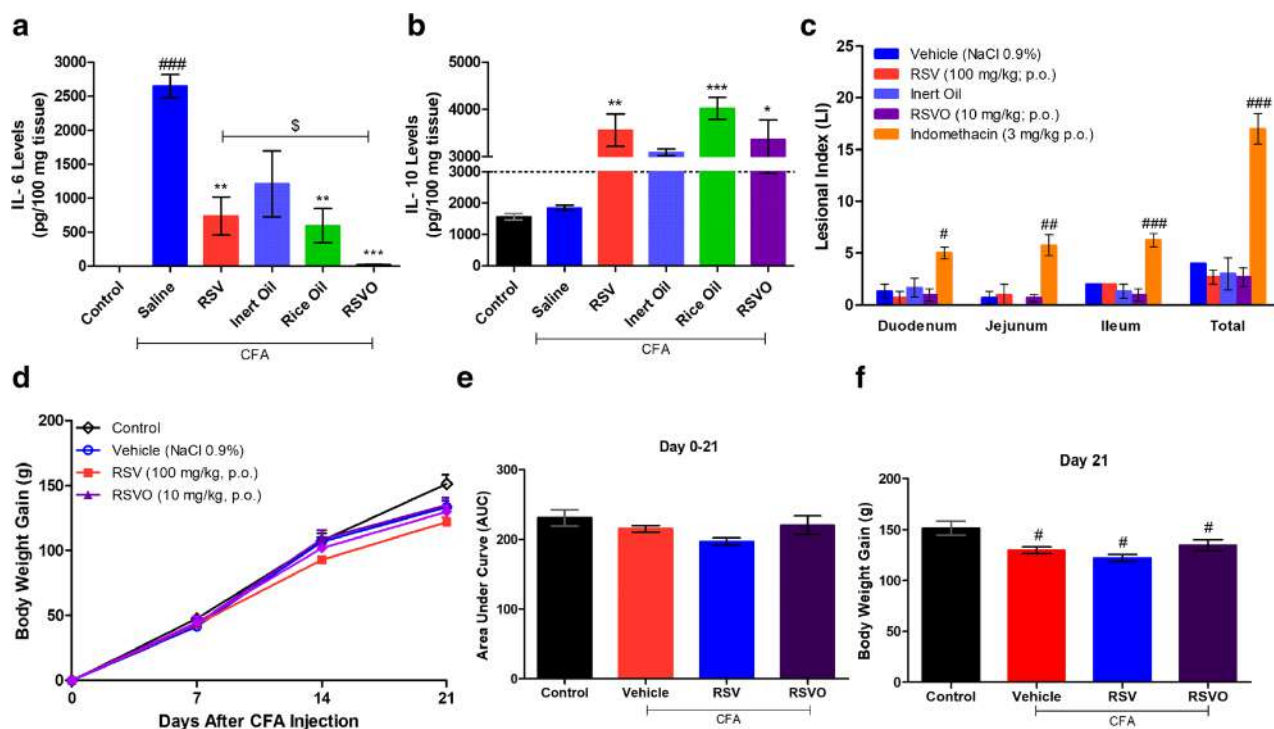 a
IL- 6 Levels
(pg/100 mg tissue)
3000
2500
2000
1500
1000
500
0
###
**
$
**
***
Control
Saline
RSV
Inert Oil
Rice Oil
RSVO
CFA
b
IL- 10 Levels
(pg/100 mg tissue)
5000
4000
3000
3000
2000
1000
0
**
***
*
Control
Saline
RSV
Inert Oil
Rice Oil
RSVO
CFA
c
Lesional Index (LI)
25
20
15
10
5
0
Vehicle (NaCl 0.9%)
RSV (100 mg/kg; p.o.)
Inert Oil
RSVO (10 mg/kg; p.o.)
Indomethacin (3 mg/kg p.o.)
#
##
###
###
Duodenum
Jejunum
Ileum
Total
d
Body Weight Gain (g)
200
150
100
50
0
Control
Vehicle (NaCl 0.9%)
RSV (100 mg/kg, p.o.)
RSVO (10 mg/kg, p.o.)
0
7
14
21
Days After CFA Injection
e
Day 0-21
Area Under Curve (AUC)
300
200
100
0
Control
Vehicle
RSV
RSVO
CFA
f
Day 21
Body Weight Gain (g)
200
150
100
50
0
#
#
#
Control
Vehicle
RSV
RSVO
CFA